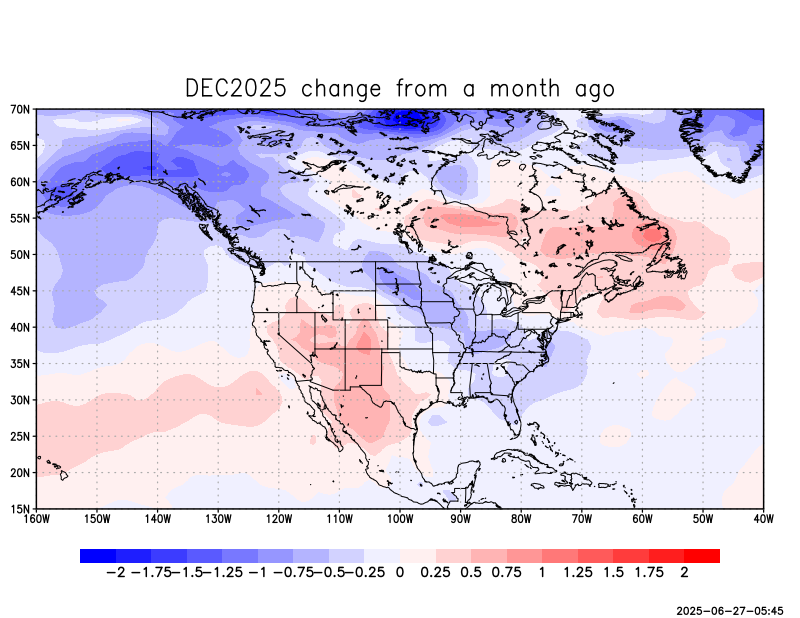 DEC2025 change from a month ago
70N
65N
60N
55N
50N
45N
40N
35N
30N
25N
20N
15N
160W 150W 140W 130W 120W 110W 100W 90W 80W 70W 60W 50W 40W
−2 −1.75 −1.5 −1.25 −1 −0.75 −0.5 −0.25 0 0.25 0.5 0.75 1 1.25 1.5 1.75 2
2025−06−27−05:45